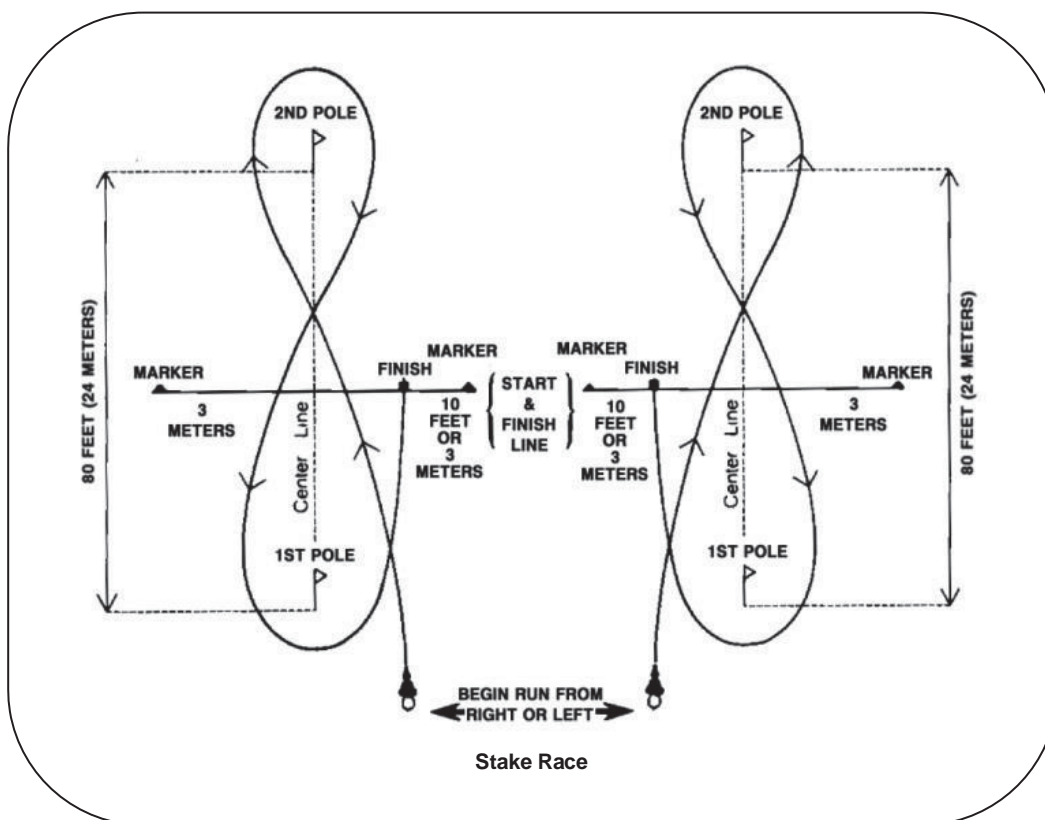 2ND POLE
2ND POLE
80 FEET (24 METERS)
80 FEET (24 METERS)
MARKER
3
METERS
MARKER
FINISH
10
FEET
OR
3
METERS
START
&
FINISH
LINE
MARKER
FINISH
10
FEET
OR
3
METERS
MARKER
3
METERS
Center Line
Center Line
1ST POLE
1ST POLE
BEGIN RUN FROM
RIGHT OR LEFT
Stake Race